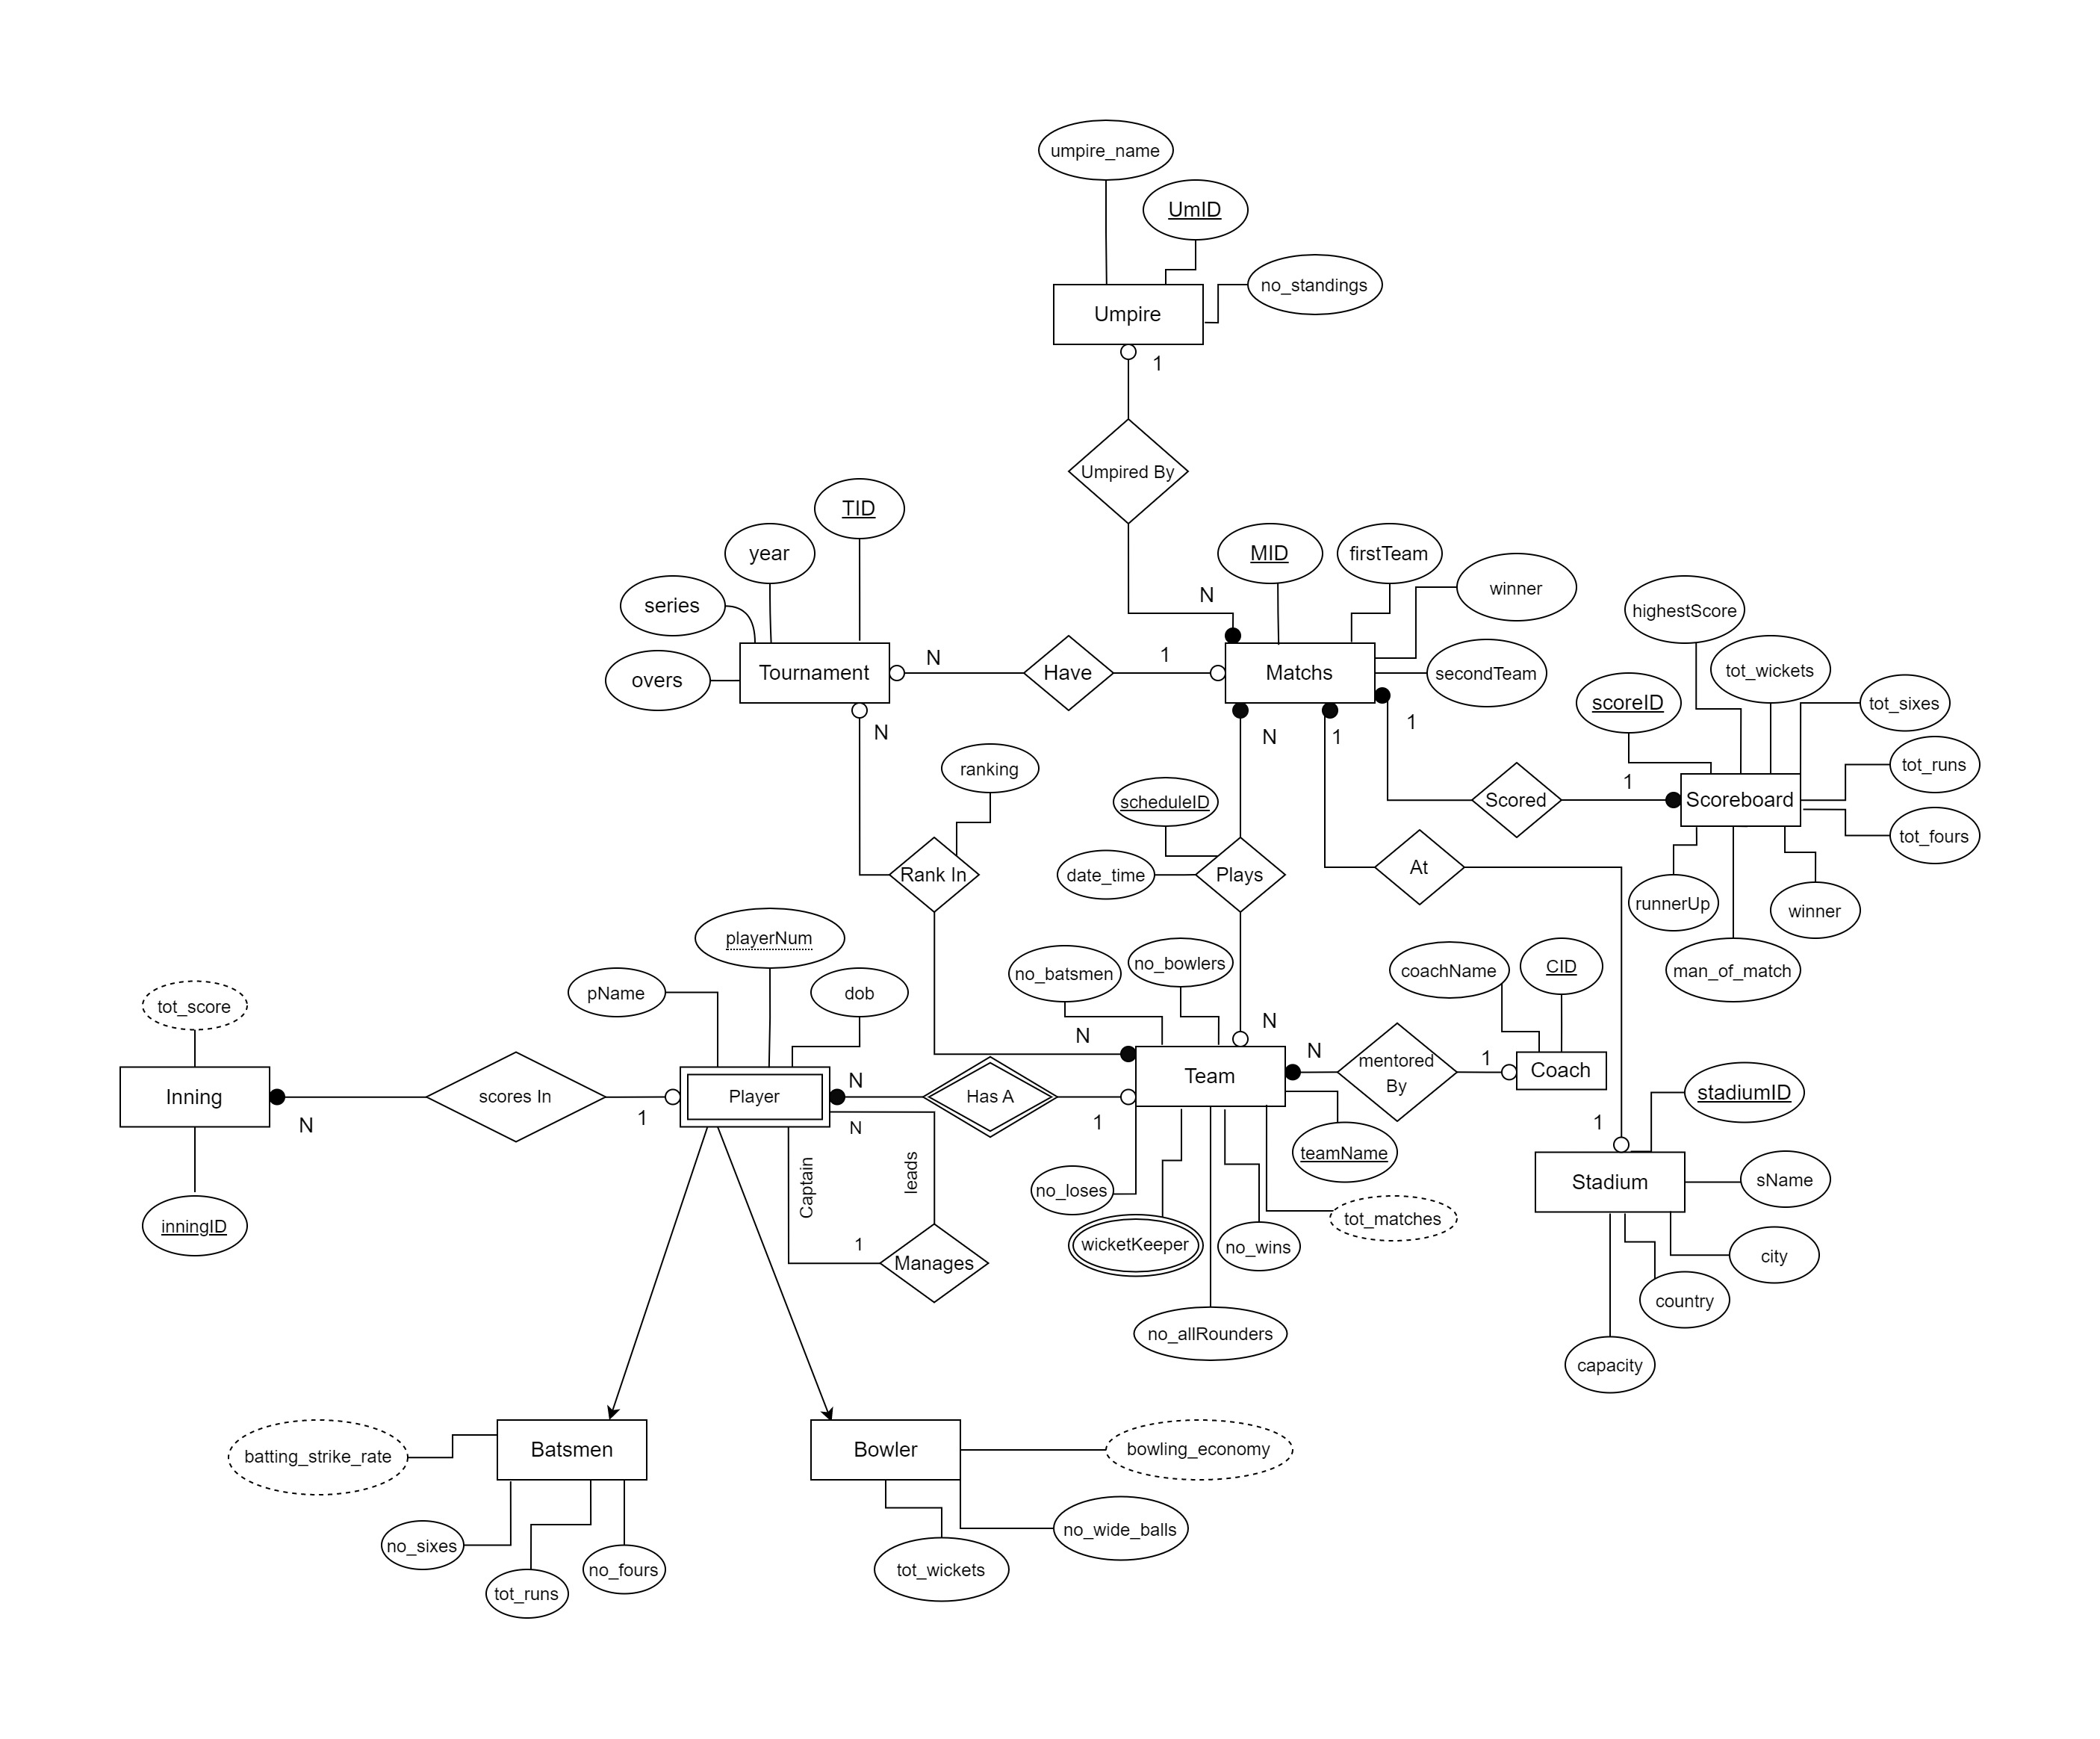 umpire_name
UmID
no_standings
Umpire
1
Umpired By
TID
year
series
overs
Tournament
N
Have
1
N
MID
firstTeam
winner
Matchs
secondTeam
highestScore
tot_wickets
scoreID
tot_sixes
tot_runs
tot_fours
Scoreboard
1
Scored
1
1
N
N
ranking
scheduleID
date_time
Plays
Rank In
At
runnerUp
winner
man_of_match
playerNum
pName
dob
no_batsmen
no_bowlers
coachName
CID
tot_score
Inning
N
scores In
1
Player
N
N
Has A
1
N
N
Team
N
mentored
By
1
Coach
inningID
Captain
leads
1
Manages
no_loses
wicketKeeper
no_wins
teamName
tot_matches
no_allRounders
1
stadiumID
Stadium
sName
city
country
capacity
batting_strike_rate
Batsmen
no_sixes
tot_runs
no_fours
Bowler
bowling_economy
no_wide_balls
tot_wickets